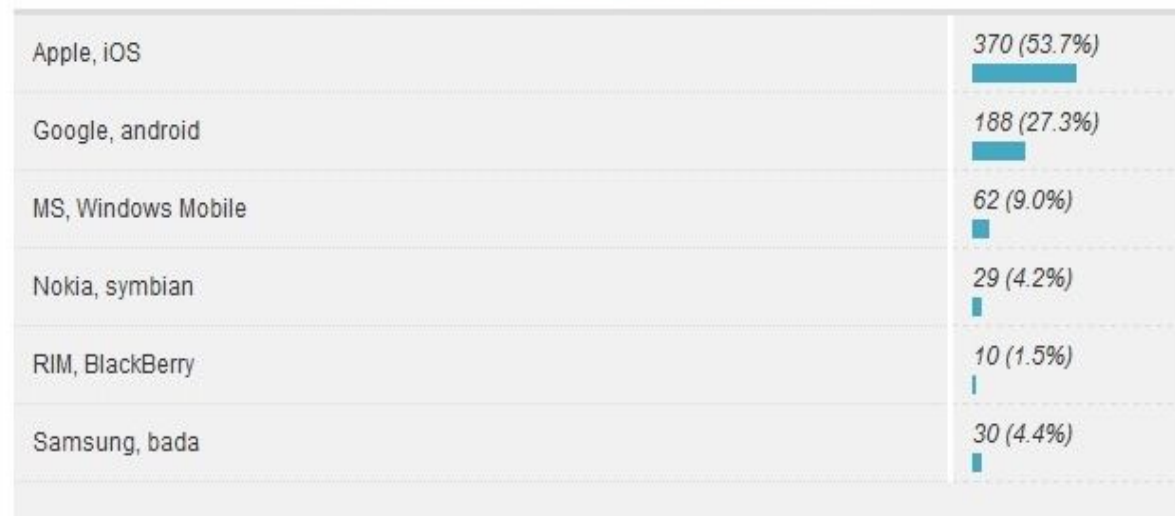 Apple, iOS 370 (53.7%)
Google, android 188 (27.3%)
MS, Windows Mobile 62 (9.0%)
Nokia, symbian 29 (4.2%)
RIM, BlackBerry 10 (1.5%)
Samsung, bada 30 (4.4%)